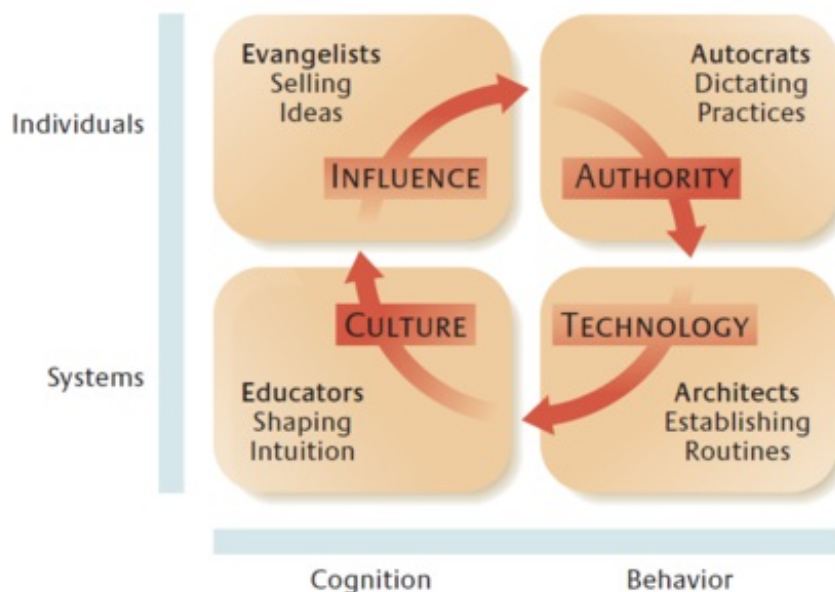 Individuals
Evangelists
Selling
Ideas
INFLUENCE
Autocrats
Dictating
Practices
AUTHORITY
Systems
CULTURE
Educators
Shaping
Intuition
TECHNOLOGY
Architects
Establishing
Routines
Cognition
Behavior